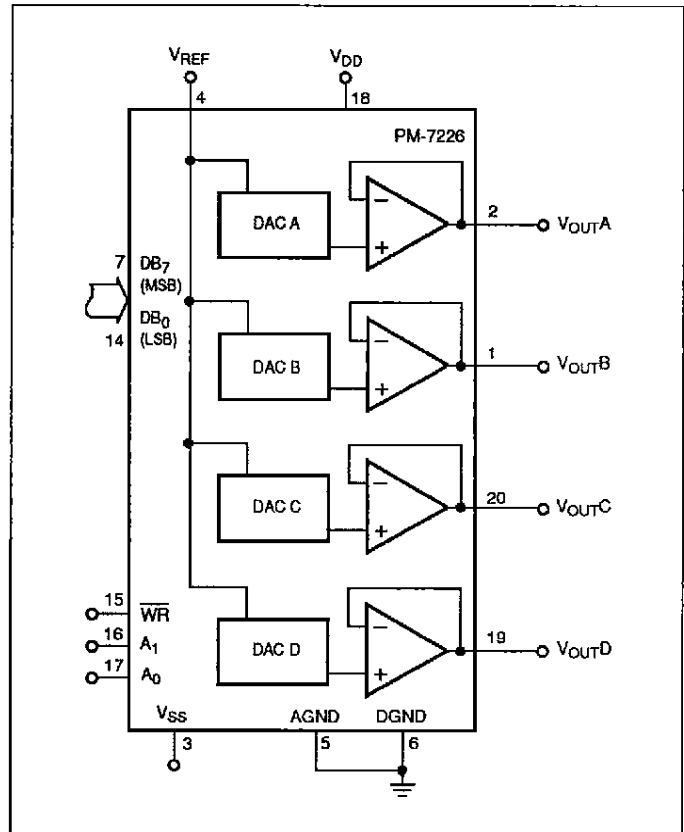 VREF
VDD
4
18
PM-7226
DAC A
−
+
2
VOUTA
7
DB7
(MSB)
DB0
14
(LSB)
DAC B
−
+
1
VOUTB
DAC C
−
+
20
VOUTC
15
WR
16
A1
17
A0
DAC D
−
+
19
VOUTD
VSS
3
AGND
5
DGND
6